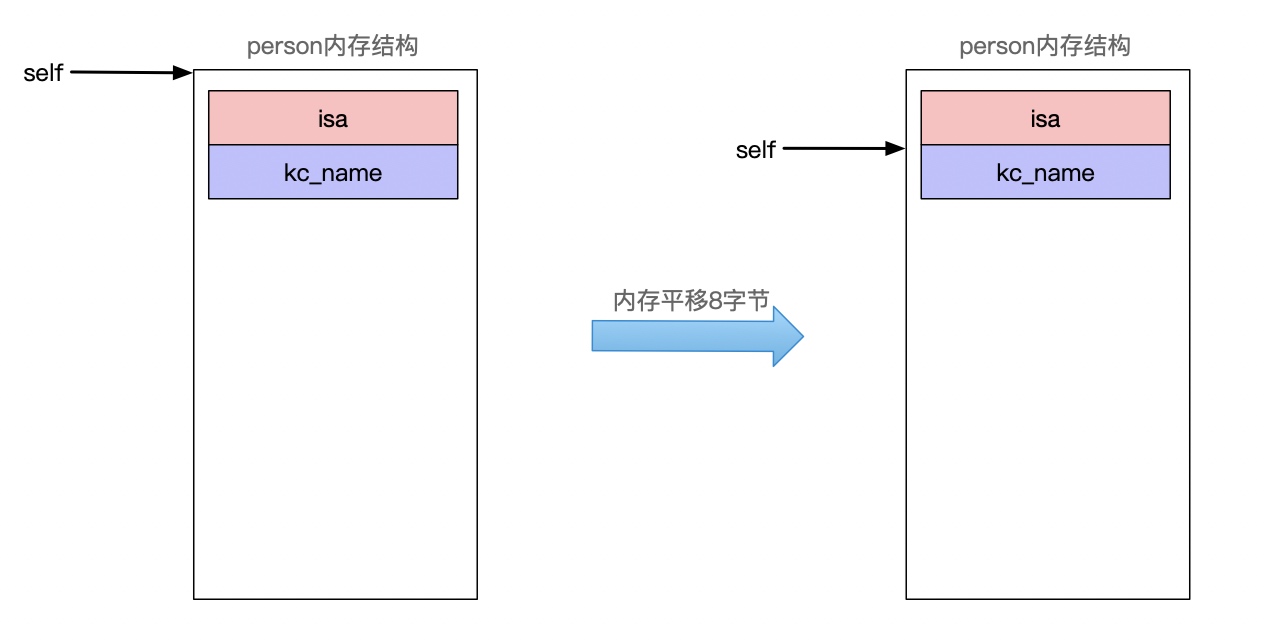 person内存结构
self
isa
kc_name
内存平移8字节
person内存结构
isa
self
kc_name